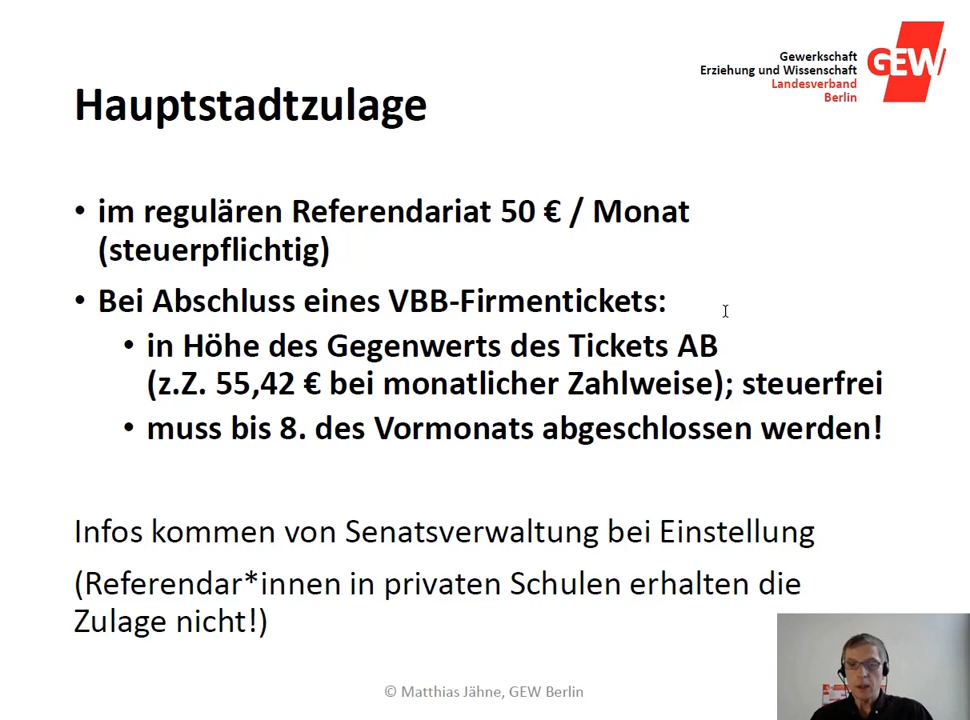 Gewerkschaft
Erziehung und Wissenschaft
Landesverband
Berlin
GEW
Hauptstadtzulage
• im regulären Referendariat 50 € / Monat
(steuerpflichtig)
• Bei Abschluss eines VBB-Firmentickets:
• in Höhe des Gegenwerts des Tickets AB
(z.Z. 55,42 € bei monatlicher Zahlweise); steuerfrei
• muss bis 8. des Vormonats abgeschlossen werden!
Infos kommen von Senatsverwaltung bei Einstellung
(Referendar*innen in privaten Schulen erhalten die
Zulage nicht!)
© Matthias Jähne, GEW Berlin